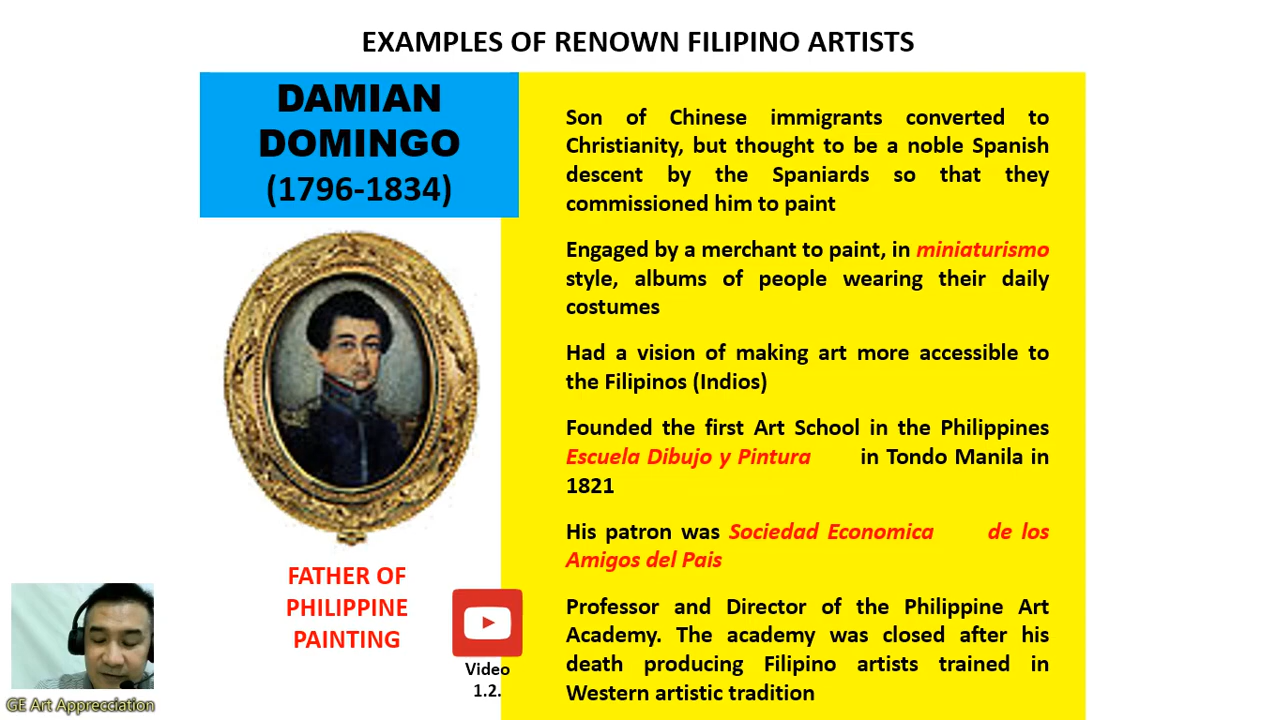 EXAMPLES OF RENOWN FILIPINO ARTISTS
DAMIAN
DOMINGO
(1796-1834)
FATHER OF
PHILIPPINE
PAINTING
Video
1.2.
Son of Chinese immigrants converted to
Christianity, but thought to be a noble Spanish
descent by the Spaniards so that they
commissioned him to paint
Engaged by a merchant to paint, in miniaturismo
style, albums of people wearing their daily
costumes
Had a vision of making art more accessible to
the Filipinos (Indios)
Founded the first Art School in the Philippines
Escuela Dibujo y Pintura in Tondo Manila in
1821
His patron was Sociedad Economica de los
Amigos del Pais
Professor and Director of the Philippine Art
Academy. The academy was closed after his
death producing Filipino artists trained in
Western artistic tradition
GE Art Apprecciation